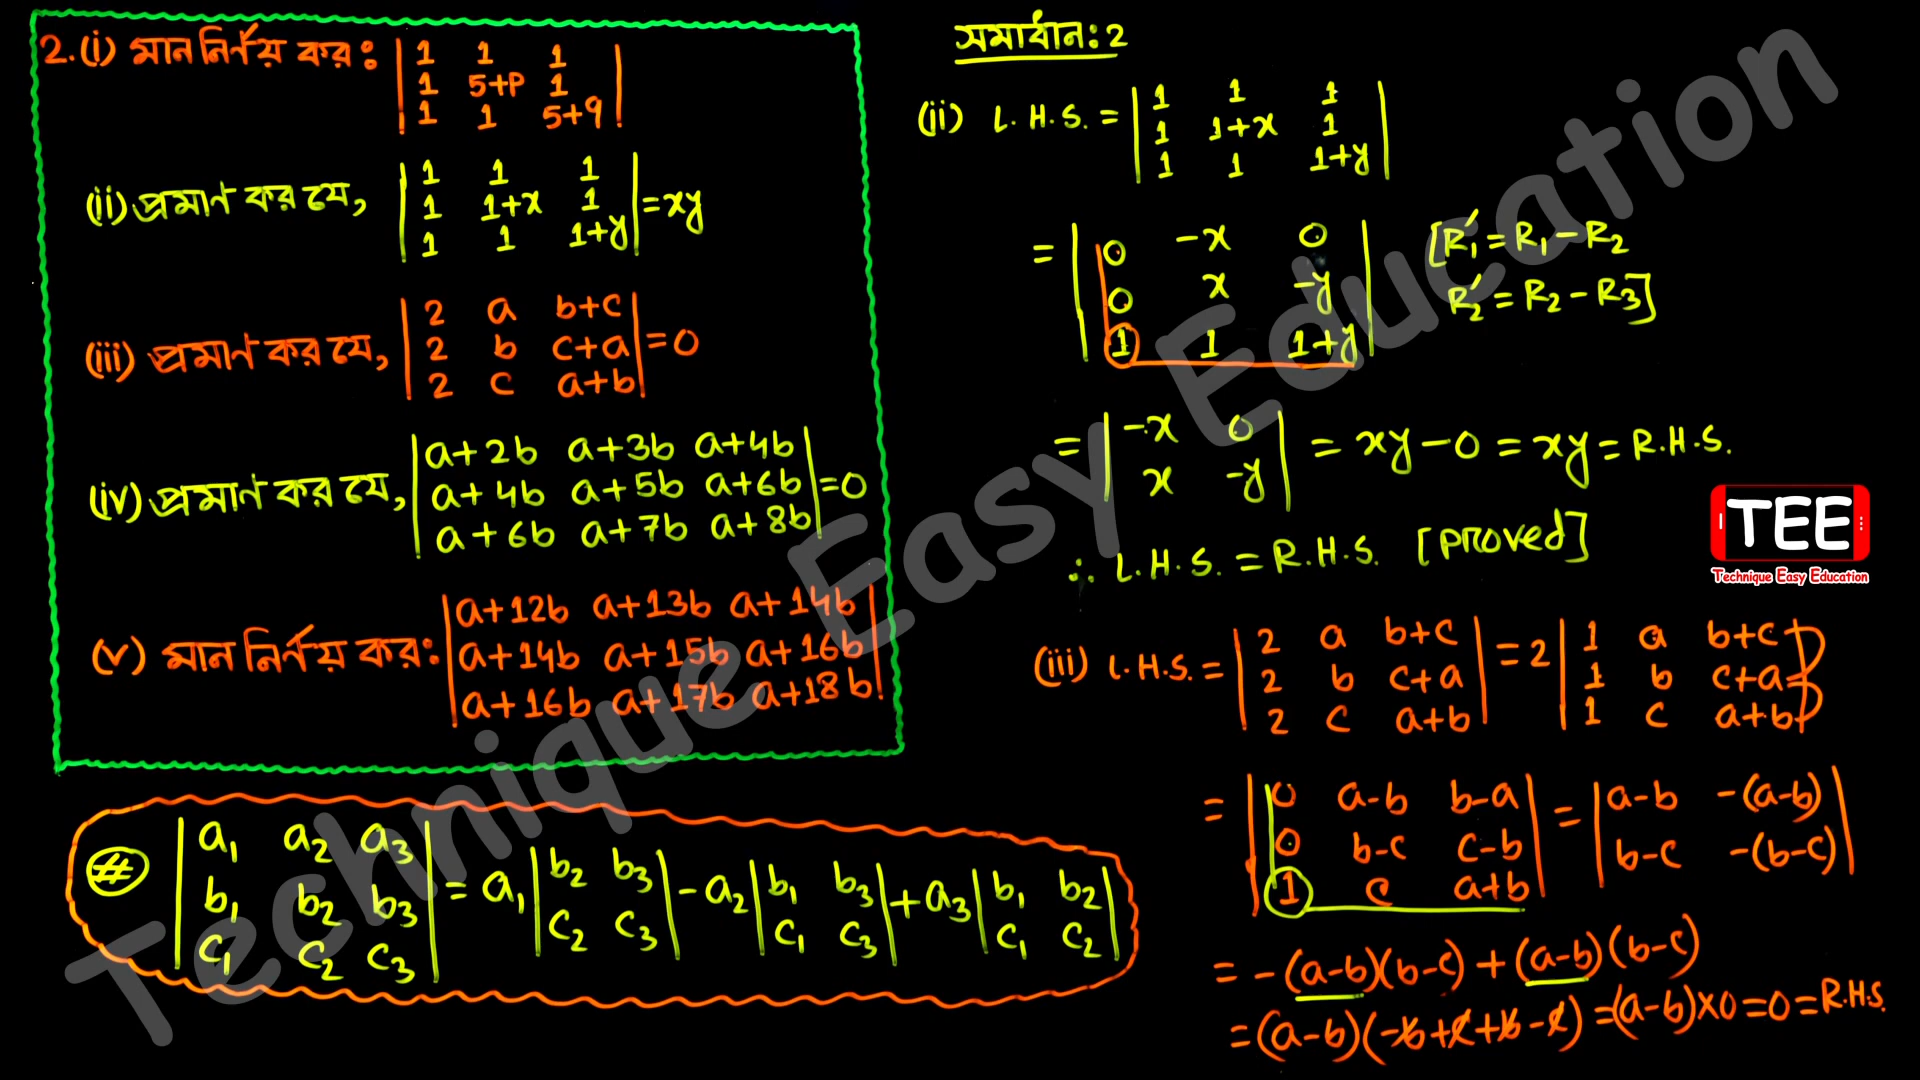 2.(i) মান নির্ণয় কর:
| 1 1 1 |
| 1 5+P 1 |
| 1 1 5+q |
(ii) প্রমাণ কর যে,
| 1 1 1 |
| 1 1+x 1 | = xy
| 1 1 1+y |
(iii) প্রমাণ কর যে,
| 2 a b+c |
| 2 b c+a | = 0
| 2 c a+b |
(iv) প্রমাণ কর যে,
| a+2b a+3b a+4b |
| a+4b a+5b a+6b | = 0
| a+6b a+7b a+8b |
(v) মান নির্ণয় কর:
| a+12b a+13b a+14b |
| a+14b a+15b a+16b |
| a+16b a+17b a+18b |
#
| a₁ a₂ a₃ |
| b₁ b₂ b₃ | = a₁ | b₂ b₃ | - a₂ | b₁ b₃ | + a₃ | b₁ b₂ |
| c₁ c₂ c₃ | | c₂ c₃ | | c₁ c₃ | | c₁ c₂ |
সমাধান: 2
(ii) L.H.S. =
| 1 1 1 |
| 1 1+x 1 |
| 1 1 1+y |
=
| 0 -x 0 | [R₁′ = R₁ - R₂
| 0 x -y | R₂′ = R₂ - R₃]
| 1 1 1+y |
= | -x 0 | = xy - 0 = xy = R.H.S.
| x -y |
∴ L.H.S. = R.H.S. [proved]
(iii) L.H.S. =
| 2 a b+c | = 2 | 1 a b+c |
| 2 b c+a | | 1 b c+a |
| 2 c a+b | | 1 c a+b |
=
| 0 a-b b-a | = | a-b -(a-b) |
| 0 b-c c-b | | b-c -(b-c) |
| 1 c a+b |
= -(a-b)(b-c) + (a-b)(b-c)
= (a-b)(-b+c+b-c) = (a-b)×0 = 0 = R.H.S.
TEE
Technique Easy Education
Technique Easy Education